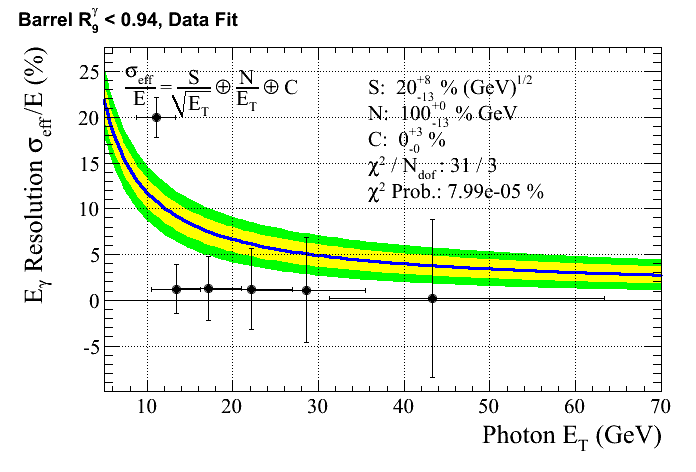 Barrel R₉^γ < 0.94, Data Fit
E_γ Resolution σ_eff/E (%)
σ_eff/E = S/√E_T ⊕ N/E_T ⊕ C
S: 20 +8 -13 % (GeV)^1/2
N: 100 +0 -13 % GeV
C: 0 +3 -0 %
χ² / N_dof : 31 / 3
χ² Prob.: 7.99e-05 %
25
20
15
10
5
0
-5
10 20 30 40 50 60 70
Photon E_T (GeV)